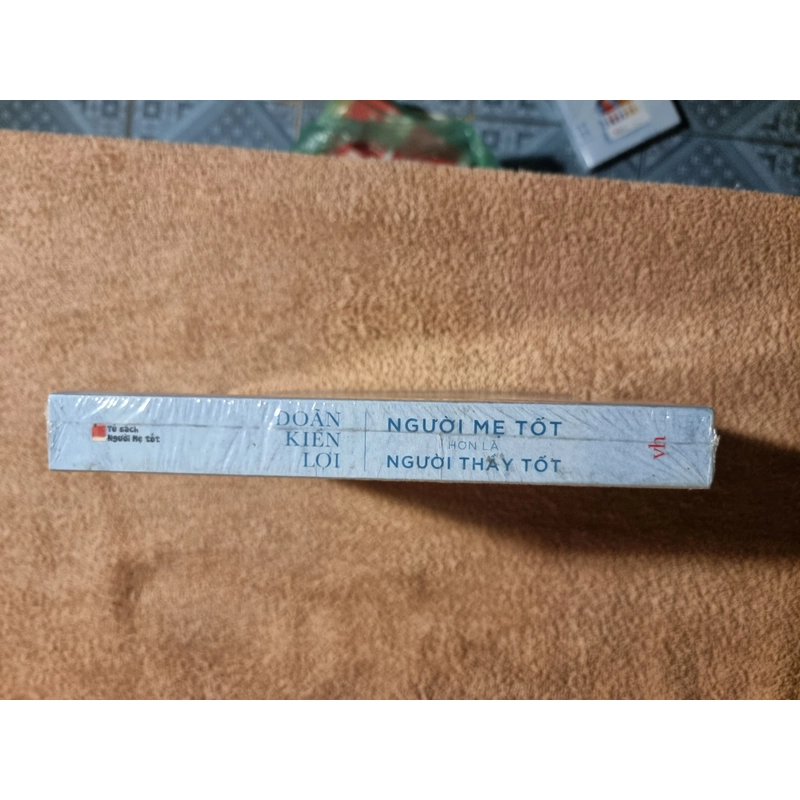 Tủ sách
Người Mẹ tốt
DOÃN
KIẾN
LỢI
NGƯỜI MẸ TỐT
HƠN LÀ
NGƯỜI THẦY TỐT
vh